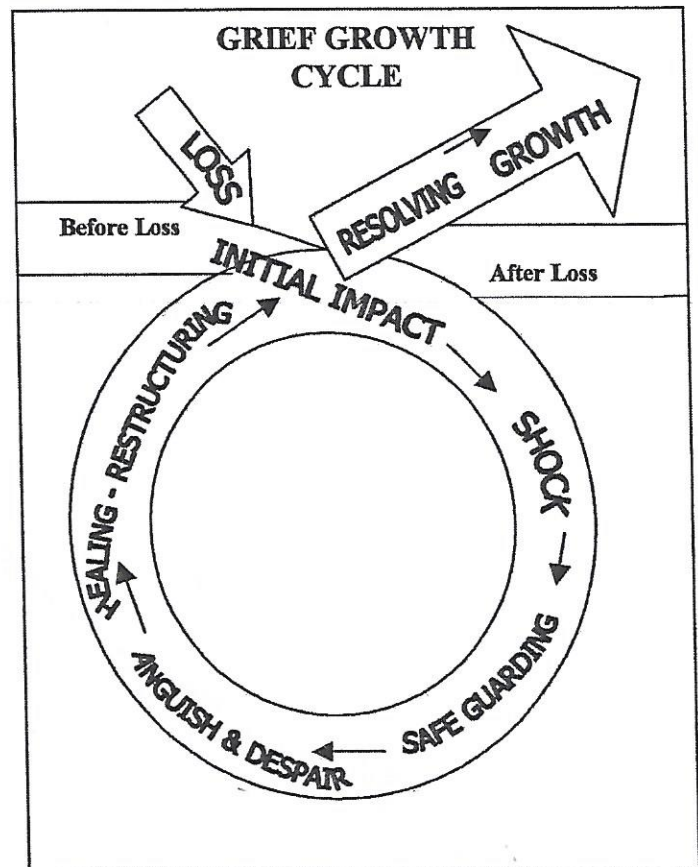 GRIEF GROWTH
CYCLE
LOSS
RESOLVING GROWTH
Before Loss
After Loss
INITIAL IMPACT
SHOCK
SAFE GUARDING
ANGUISH & DESPAIR
HEALING - RESTRUCTURING